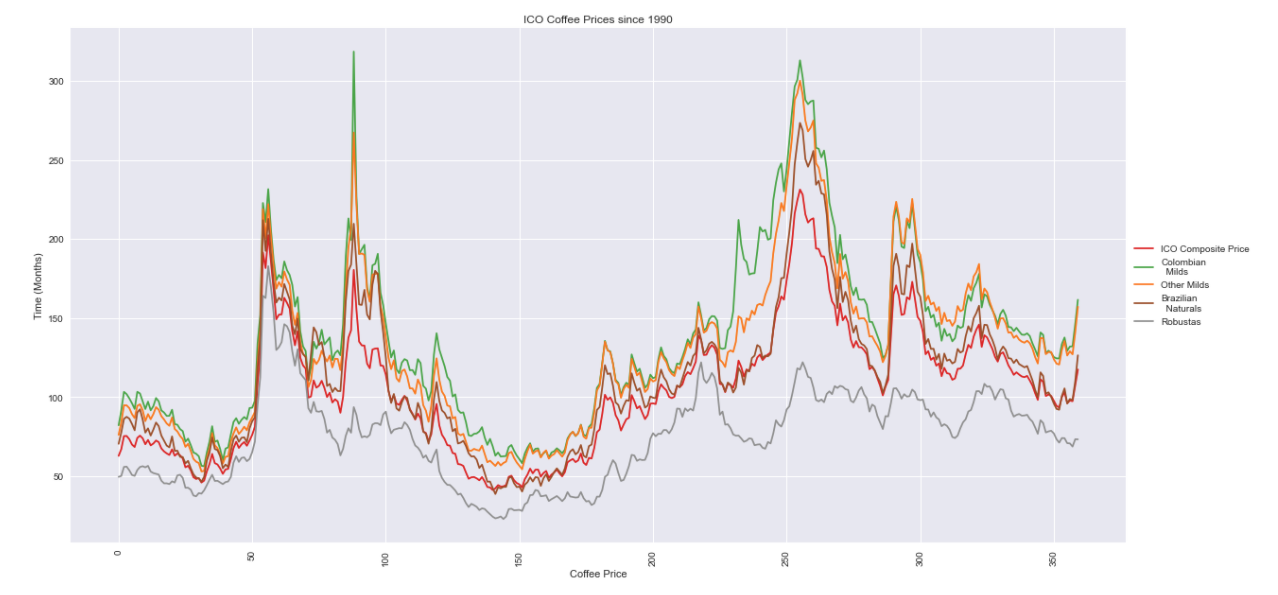 ICO Coffee Prices since 1990
Time (Months)
300
250
200
150
100
50
0
50
100
150
200
250
300
350
Coffee Price
ICO Composite Price
Colombian
Milds
Other Milds
Brazilian
Naturals
Robustas